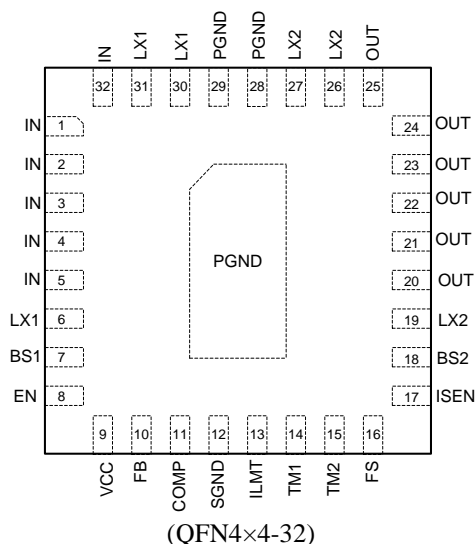 IN LX1 LX1 PGND PGND LX2 LX2 OUT
32 31 30 29 28 27 26 25
IN 1 24 OUT
IN 2 23 OUT
IN 3 22 OUT
IN 4 21 OUT
PGND
IN 5 20 OUT
LX1 6 19 LX2
BS1 7 18 BS2
EN 8 17 ISEN
9 10 11 12 13 14 15 16
VCC FB COMP SGND ILMT TM1 TM2 FS
(QFN4×4-32)